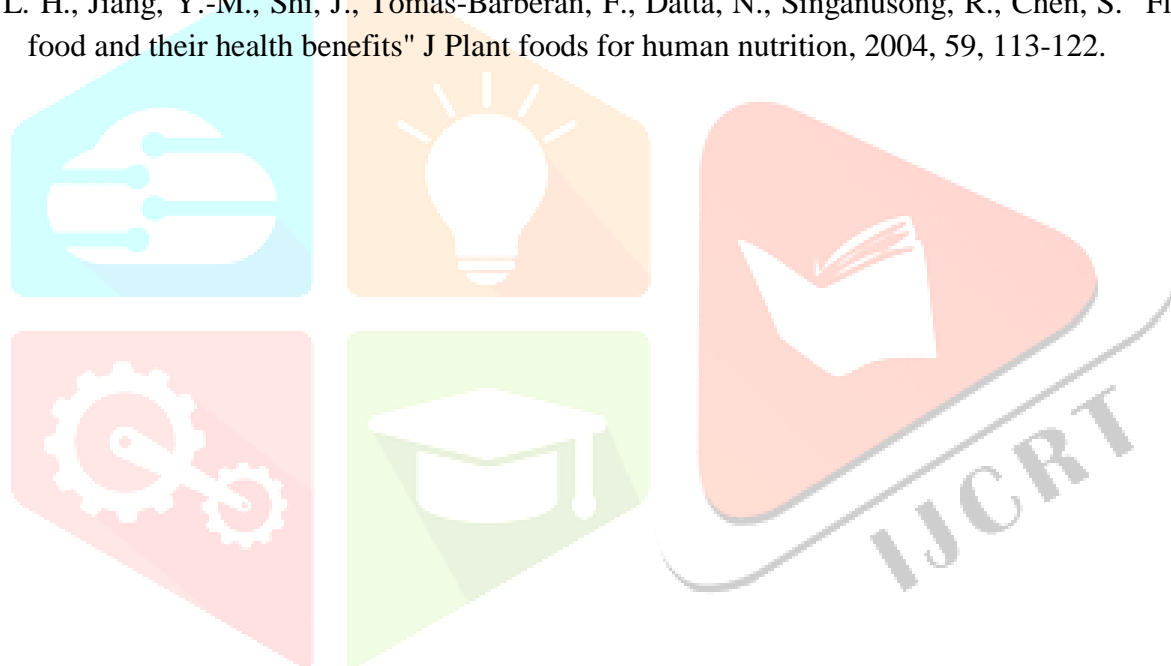 L. H., Jiang, Y.-M., Shi, J., Tomas-Barberan, F., Datta, N., Singanusong, R., Chen, S.
food and their health benefits" J Plant foods for human nutrition, 2004, 59, 113-122.
IJCRT